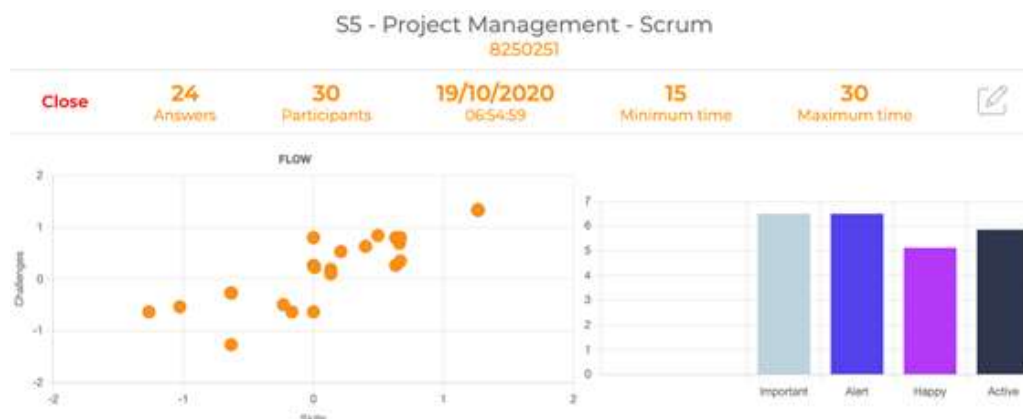 S5 - Project Management - Scrum
8250251
Close
24
Answers
30
Participants
19/10/2020
06:54:59
15
Minimum time
30
Maximum time
FLOW
Challenges
2
1
0
-1
-2
-2 -1 0 1 2
Skills
7
6
5
4
3
2
1
0
Important Alert Happy Active